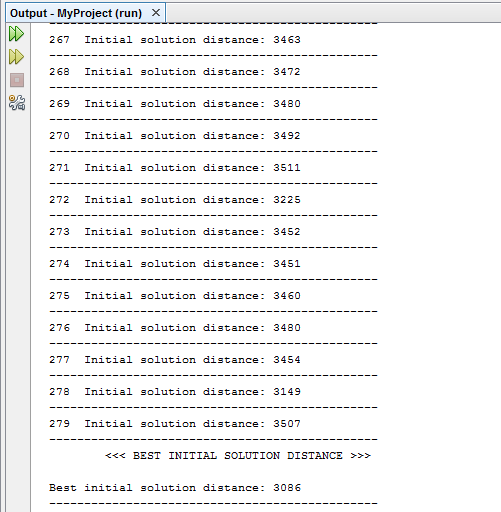 Output - MyProject (run)
-----------------------------------------------
267  Initial solution distance: 3463
-----------------------------------------------
268  Initial solution distance: 3472
-----------------------------------------------
269  Initial solution distance: 3480
-----------------------------------------------
270  Initial solution distance: 3492
-----------------------------------------------
271  Initial solution distance: 3511
-----------------------------------------------
272  Initial solution distance: 3225
-----------------------------------------------
273  Initial solution distance: 3452
-----------------------------------------------
274  Initial solution distance: 3451
-----------------------------------------------
275  Initial solution distance: 3460
-----------------------------------------------
276  Initial solution distance: 3480
-----------------------------------------------
277  Initial solution distance: 3454
-----------------------------------------------
278  Initial solution distance: 3149
-----------------------------------------------
279  Initial solution distance: 3507
-----------------------------------------------
<<< BEST INITIAL SOLUTION DISTANCE >>>
Best initial solution distance: 3086
-----------------------------------------------